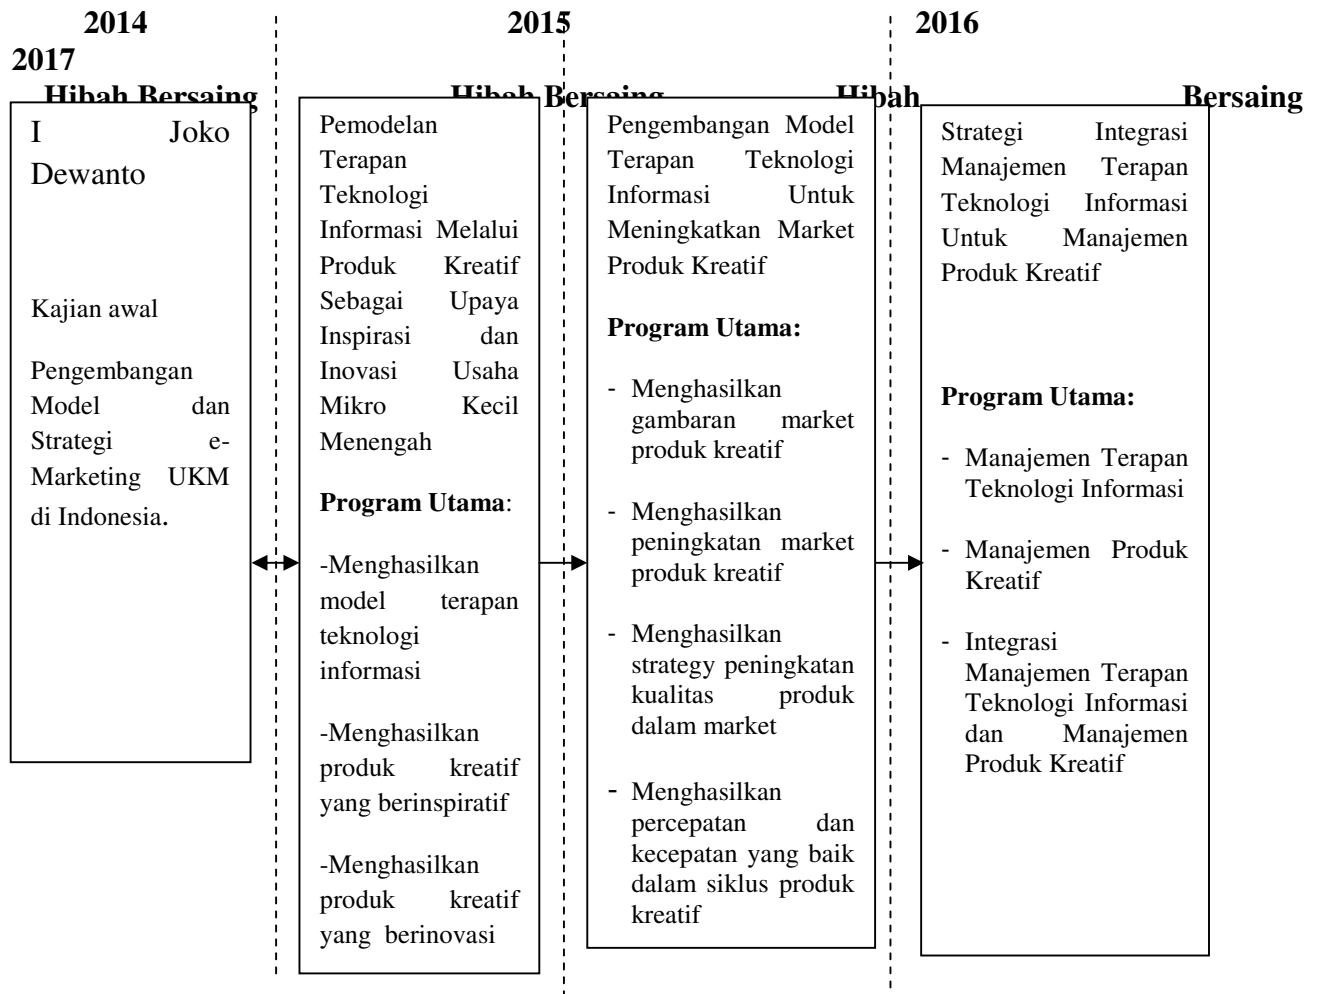 2014 2015 2016
2017
Hibah Bersaing Hibah Bersaing Hibah Bersaing
I Joko
Dewanto
Kajian awal
Pengembangan
Model dan
Strategi e-
Marketing UKM
di Indonesia.
Pemodelan
Terapan
Teknologi
Informasi Melalui
Produk Kreatif
Sebagai Upaya
Inspirasi dan
Inovasi Usaha
Mikro Kecil
Menengah
Program Utama:
-Menghasilkan
model terapan
teknologi
informasi
-Menghasilkan
produk kreatif
yang berinspiratif
-Menghasilkan
produk kreatif
yang berinovasi
Pengembangan Model
Terapan Teknologi
Informasi Untuk
Meningkatkan Market
Produk Kreatif
Program Utama:
- Menghasilkan
gambaran market
produk kreatif
- Menghasilkan
peningkatan market
produk kreatif
- Menghasilkan
strategy peningkatan
kualitas produk
dalam market
- Menghasilkan
percepatan dan
kecepatan yang baik
dalam siklus produk
kreatif
Strategi Integrasi
Manajemen Terapan
Teknologi Informasi
Untuk Manajemen
Produk Kreatif
Program Utama:
- Manajemen Terapan
Teknologi Informasi
- Manajemen Produk
Kreatif
- Integrasi
Manajemen Terapan
Teknologi Informasi
dan Manajemen
Produk Kreatif